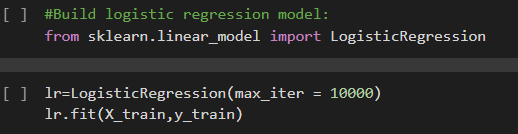 [ ] #Build logistic regression model:
from sklearn.linear_model import LogisticRegression
[ ] lr=LogisticRegression(max_iter = 10000)
lr.fit(X_train,y_train)